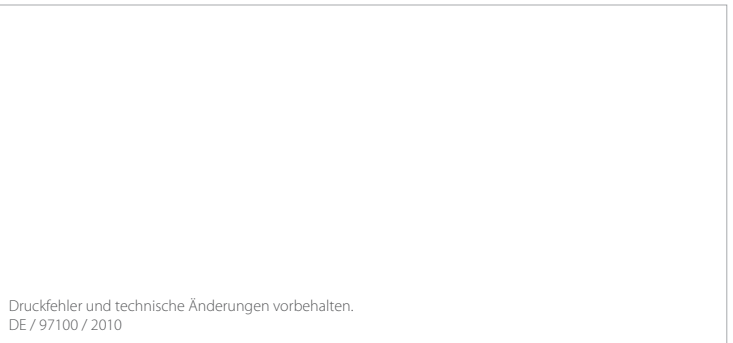 Druckfehler und technische Änderungen vorbehalten.
DE / 97100 / 2010